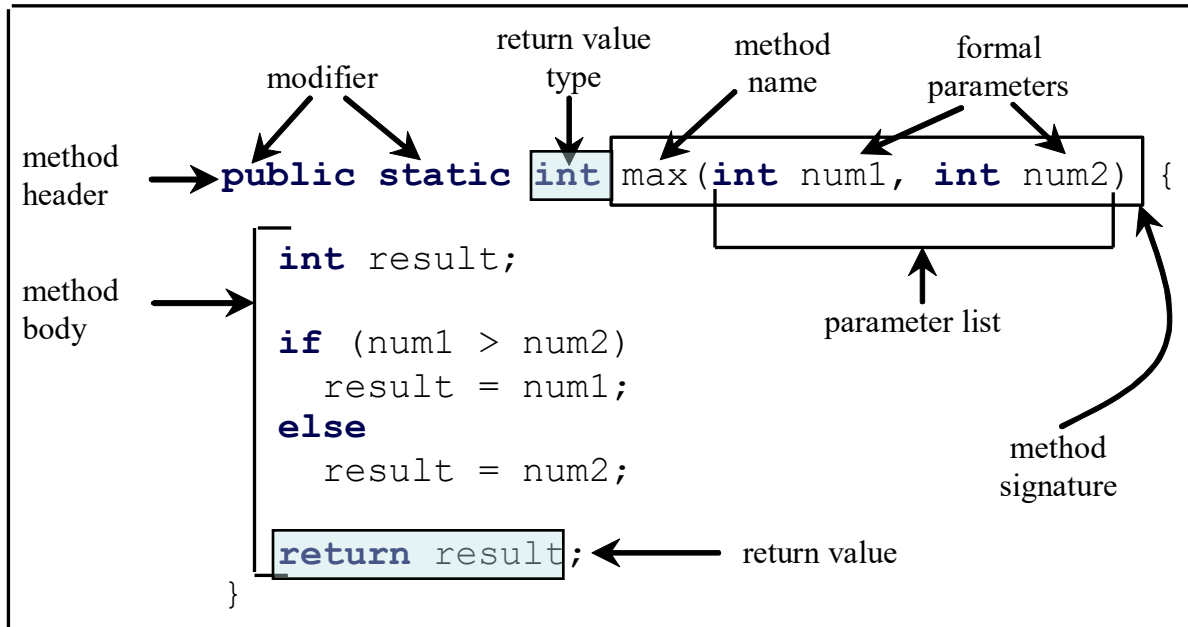 return value
type
method
name
formal
parameters
modifier
method
header
public static int max(int num1, int num2) {
int result;
method
body
parameter list
if (num1 > num2)
result = num1;
else
result = num2;
method
signature
return result;
return value
}